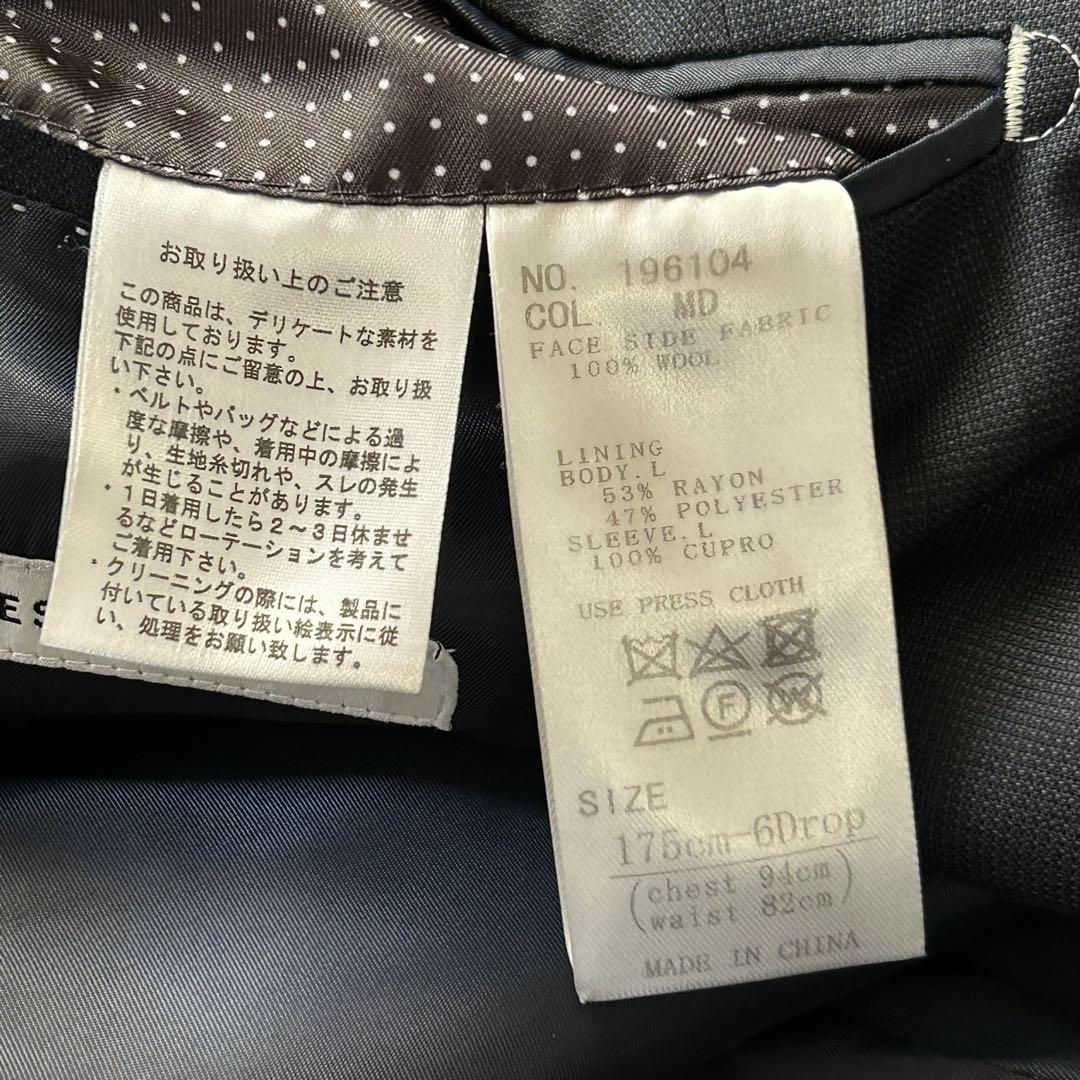 お取り扱い上のご注意
この商品は、デリケートな素材を
使用しております。
下記の点にご留意の上、お取り扱
い下さい。
・ベルトやバッグなどによる過
度な摩擦や、着用中の摩擦によ
り、生地糸切れや、スレの発生
が生じることがあります。
・１日着用したら２～３日休ませ
るなどローテーションを考えて
ご着用下さい。
・クリーニングの際には、製品に
付いている取り扱い絵表示に従
い、処理をお願い致します。
ES
NO. 196104
COL. MD
FACE SIDE FABRIC
100% WOOL
LINING
BODY.L
53% RAYON
47% POLYESTER
SLEEVE.L
100% CUPRO
USE PRESS CLOTH
F
W
SIZE
175cm-6Drop
(chest 94cm
waist 82cm)
MADE IN CHINA